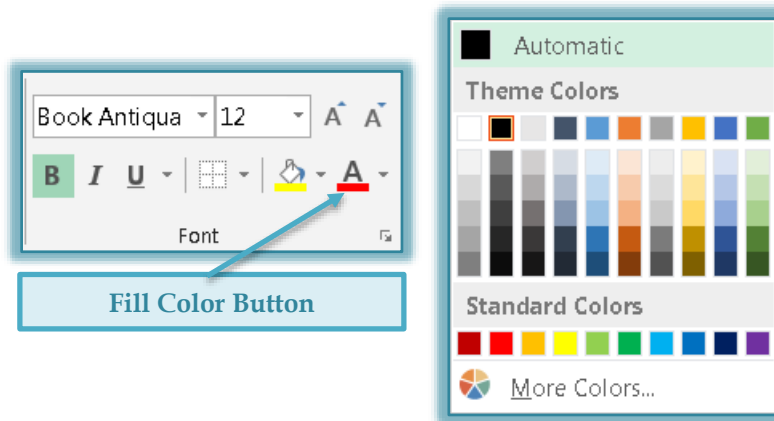 Book Antiqua 12 A A
B I U A
Font
Fill Color Button
Automatic
Theme Colors
Standard Colors
More Colors...